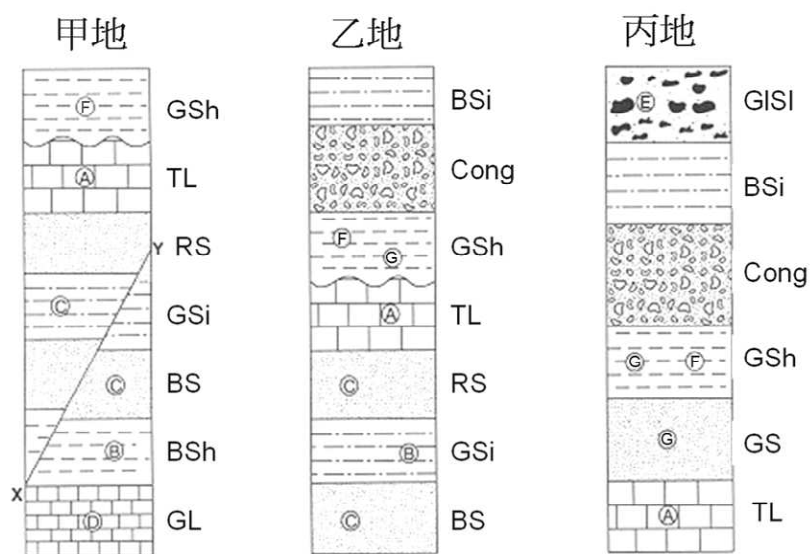 甲地
F
GSh
A
TL
RS
Y
C
GSi
C
BS
B
BSh
X
D
GL
乙地
BSi
Cong
F
G
GSh
A
TL
C
RS
B
GSi
C
BS
丙地
E
GlSl
BSi
Cong
G
F
GSh
G
GS
A
TL